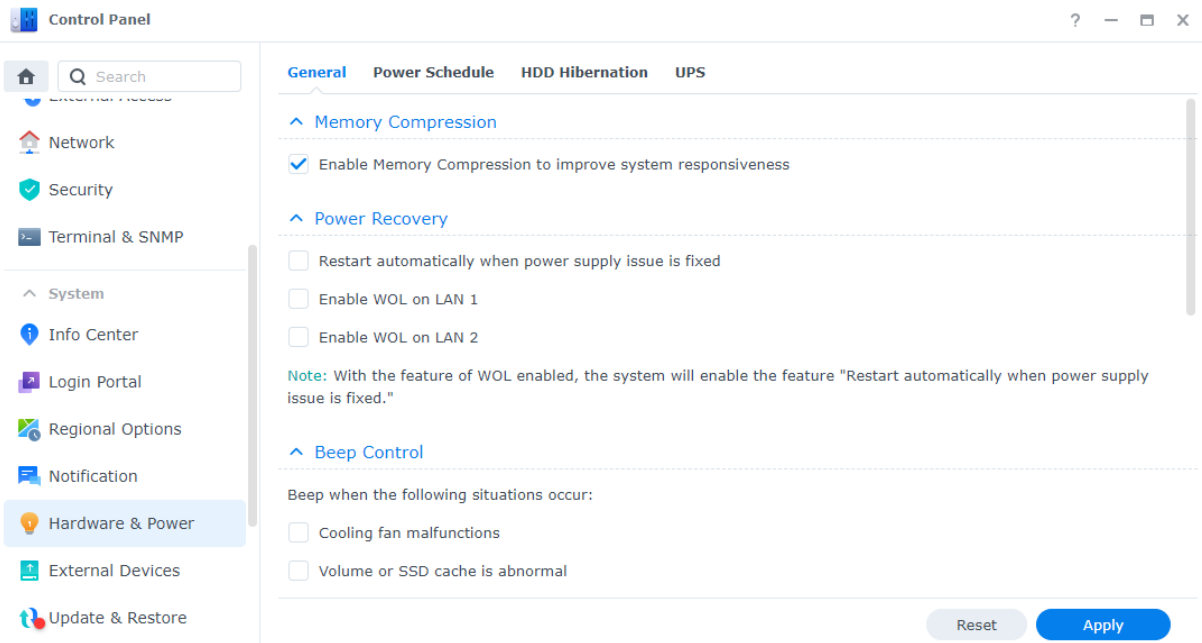 Control Panel
?
Search
External Access
Network
Security
Terminal & SNMP
System
Info Center
Login Portal
Regional Options
Notification
Hardware & Power
External Devices
Update & Restore
General Power Schedule HDD Hibernation UPS
Memory Compression
Enable Memory Compression to improve system responsiveness
Power Recovery
Restart automatically when power supply issue is fixed
Enable WOL on LAN 1
Enable WOL on LAN 2
Note: With the feature of WOL enabled, the system will enable the feature "Restart automatically when power supply
issue is fixed."
Beep Control
Beep when the following situations occur:
Cooling fan malfunctions
Volume or SSD cache is abnormal
Reset Apply